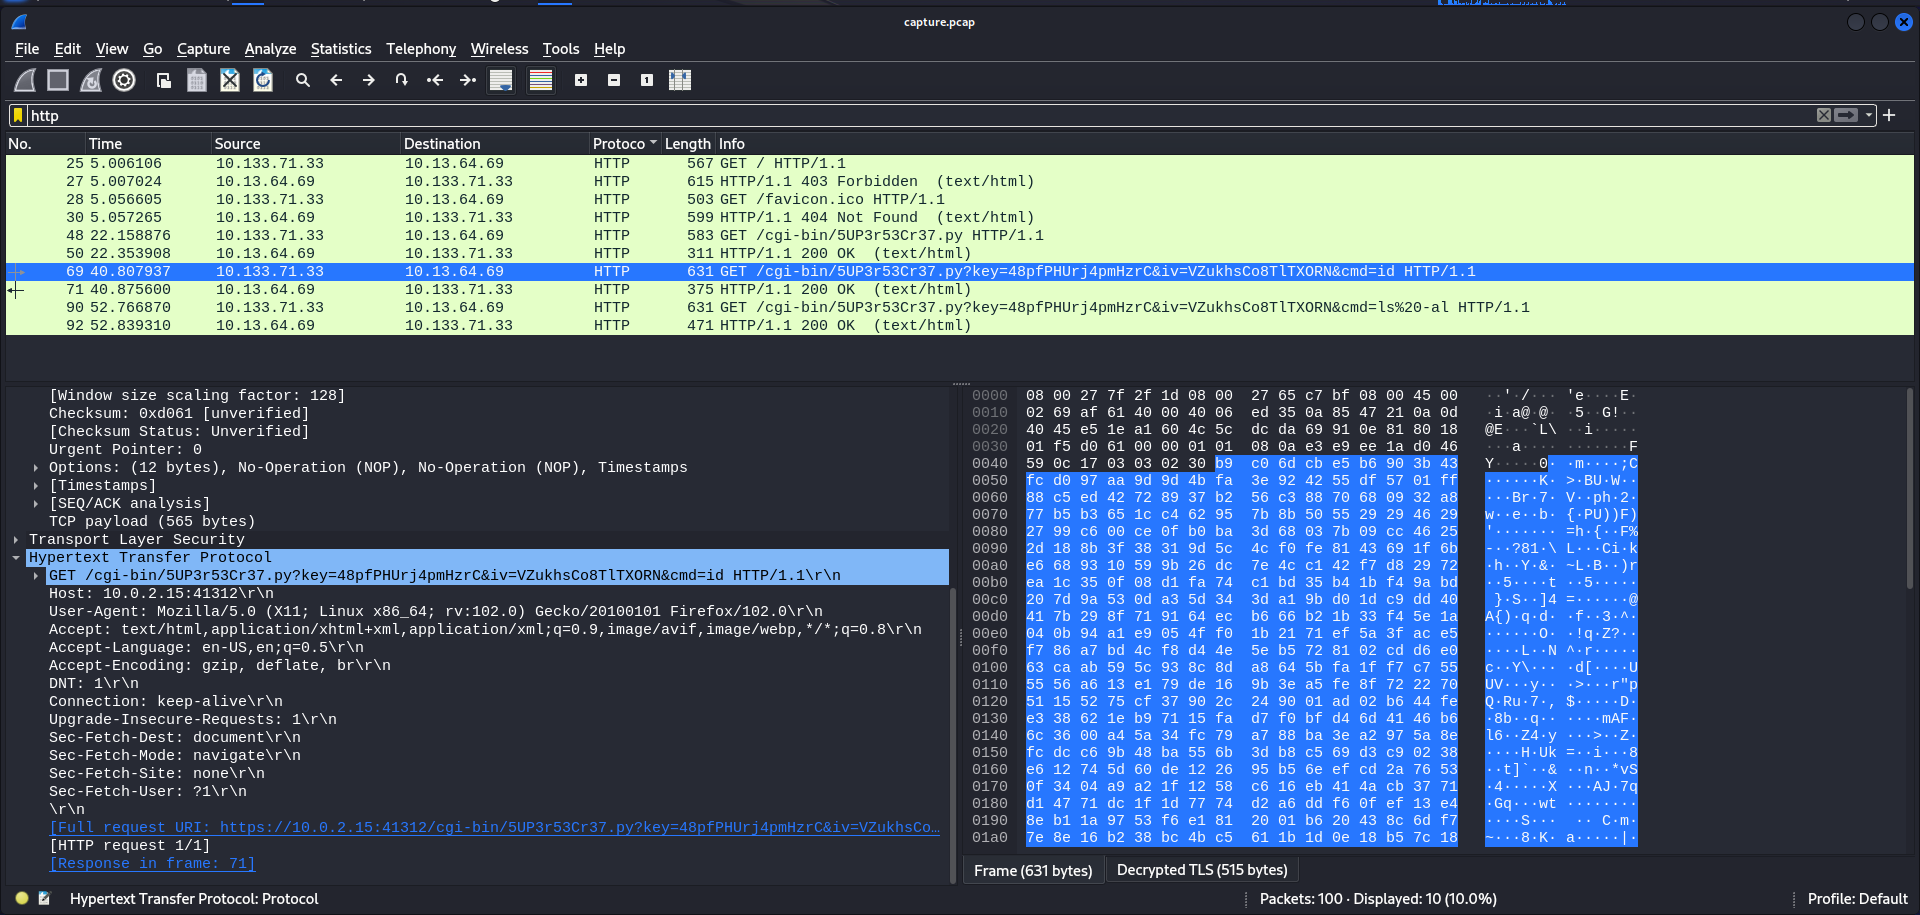 capture.pcap
File Edit View Go Capture Analyze Statistics Telephony Wireless Tools Help
http
No. Time Source Destination Protoco Length Info
25 5.006106 10.133.71.33 10.13.64.69 HTTP 567 GET / HTTP/1.1
27 5.007024 10.13.64.69 10.133.71.33 HTTP 615 HTTP/1.1 403 Forbidden (text/html)
28 5.056605 10.133.71.33 10.13.64.69 HTTP 503 GET /favicon.ico HTTP/1.1
30 5.057265 10.13.64.69 10.133.71.33 HTTP 599 HTTP/1.1 404 Not Found (text/html)
48 22.158876 10.133.71.33 10.13.64.69 HTTP 583 GET /cgi-bin/5UP3r53Cr37.py HTTP/1.1
50 22.353908 10.13.64.69 10.133.71.33 HTTP 311 HTTP/1.1 200 OK (text/html)
69 40.807937 10.133.71.33 10.13.64.69 HTTP 631 GET /cgi-bin/5UP3r53Cr37.py?key=48pfPHUrj4pmHzrC&iv=VZukhsCo8TlTXORN&cmd=id HTTP/1.1
71 40.875600 10.13.64.69 10.133.71.33 HTTP 375 HTTP/1.1 200 OK (text/html)
90 52.766870 10.133.71.33 10.13.64.69 HTTP 631 GET /cgi-bin/5UP3r53Cr37.py?key=48pfPHUrj4pmHzrC&iv=VZukhsCo8TlTXORN&cmd=ls%20-al HTTP/1.1
92 52.839310 10.13.64.69 10.133.71.33 HTTP 471 HTTP/1.1 200 OK (text/html)
[Window size scaling factor: 128]
Checksum: 0xd061 [unverified]
[Checksum Status: Unverified]
Urgent Pointer: 0
Options: (12 bytes), No-Operation (NOP), No-Operation (NOP), Timestamps
[Timestamps]
[SEQ/ACK analysis]
TCP payload (565 bytes)
Transport Layer Security
Hypertext Transfer Protocol
GET /cgi-bin/5UP3r53Cr37.py?key=48pfPHUrj4pmHzrC&iv=VZukhsCo8TlTXORN&cmd=id HTTP/1.1\r\n
Host: 10.0.2.15:41312\r\n
User-Agent: Mozilla/5.0 (X11; Linux x86_64; rv:102.0) Gecko/20100101 Firefox/102.0\r\n
Accept: text/html,application/xhtml+xml,application/xml;q=0.9,image/avif,image/webp,*/*;q=0.8\r\n
Accept-Language: en-US,en;q=0.5\r\n
Accept-Encoding: gzip, deflate, br\r\n
DNT: 1\r\n
Connection: keep-alive\r\n
Upgrade-Insecure-Requests: 1\r\n
Sec-Fetch-Dest: document\r\n
Sec-Fetch-Mode: navigate\r\n
Sec-Fetch-Site: none\r\n
Sec-Fetch-User: ?1\r\n
\r\n
[Full request URI: https://10.0.2.15:41312/cgi-bin/5UP3r53Cr37.py?key=48pfPHUrj4pmHzrC&iv=VZukhsCo…
[HTTP request 1/1]
[Response in frame: 71]
0000 08 00 27 7f 2f 1d 08 00 27 65 c7 bf 08 00 45 00 ··'·/··· 'e····E·
0010 02 69 af 61 40 00 40 06 ed 35 0a 85 47 21 0a 0d ·i·a@·@· ·5··G!··
0020 40 45 e5 1e a1 60 4c 5c dc da 69 91 0e 81 80 18 @E···`L\ ··i·····
0030 01 f5 d0 61 00 00 01 01 08 0a e3 e9 ee 1a d0 46 ···a···· ·······F
0040 59 0c 17 03 03 02 30 b9 c0 6d cb e5 b6 90 3b 43 Y·····0· ·m····;C
0050 fc d0 97 aa 9d 9d 4b fa 3e 92 42 55 df 57 01 ff ······K· >·BU·W··
0060 88 c5 ed 42 72 89 37 b2 56 c3 88 70 68 09 32 a8 ···Br·7· V··ph·2·
0070 77 b5 b3 65 1c c4 62 95 7b 8b 50 55 29 29 46 29 w··e··b· {·PU))F)
0080 27 99 c6 00 ce 0f b0 ba 3d 68 03 7b 09 cc 46 25 '······· =h·{··F%
0090 2d 18 8b 3f 38 31 9d 5c 4c f0 fe 81 43 69 1f 6b -··?81·\ L···Ci·k
00a0 e6 68 93 10 59 9b 26 dc 7e 4c c1 42 f7 d8 29 72 ·h··Y·&· ~L·B··)r
00b0 ea 1c 35 0f 08 d1 fa 74 c1 bd 35 b4 1b f4 9a bd ··5····t ··5·····
00c0 20 7d 9a 53 0d a3 5d 34 3d a1 9b d0 1d c9 dd 40 }·S··]4 =······@
00d0 41 7b 29 8f 71 91 64 ec b6 66 b2 1b 33 f4 5e 1a A{)·q·d· ·f··3·^·
00e0 04 0b 94 a1 e9 05 4f f0 1b 21 71 ef 5a 3f ac e5 ······O· ·!q·Z?··
00f0 f7 86 a7 bd 4c f8 d4 4e 5e b5 72 81 02 cd d6 e0 ····L··N ^·r·····
0100 63 ca ab 59 5c 93 8c 8d a8 64 5b fa 1f f7 c7 55 c··Y\··· ·d[····U
0110 55 56 a6 13 e1 79 de 16 9b 3e a5 fe 8f 72 22 70 UV···y·· ·>···r"p
0120 51 15 52 75 cf 37 90 2c 24 90 01 ad 02 b6 44 fe Q·Ru·7·, $·····D·
0130 e3 38 62 1e b9 71 15 fa d7 f0 bf d4 6d 41 46 b6 ·8b··q·· ····mAF·
0140 6c 36 00 a4 5a 34 fc 79 a7 88 ba 3e a2 97 5a 8e l6··Z4·y ···>··Z·
0150 fc dc c6 9b 48 ba 55 6b 3d b8 c5 69 d3 c9 02 38 ····H·Uk =··i···8
0160 e6 12 74 5d 60 de 12 26 95 b5 6e ef cd 2a 76 53 ··t]`··& ··n··*vS
0170 0f 34 04 a9 a2 1f 12 58 c6 16 eb 41 4a cb 37 71 ·4·····X ···AJ·7q
0180 d1 47 71 dc 1f 1d 77 74 d2 a6 dd f6 0f ef 13 e4 ·Gq···wt ········
0190 8e b1 1a 97 53 f6 e1 81 20 01 b6 20 43 8c 6d f7 ····S··· ·· C·m·
01a0 7e 8e 16 b2 38 bc 4b c5 61 1b 1d 0e 18 b5 7c 18 ~···8·K· a·····|·
Frame (631 bytes) Decrypted TLS (515 bytes)
Hypertext Transfer Protocol: Protocol Packets: 100 · Displayed: 10 (10.0%) Profile: Default